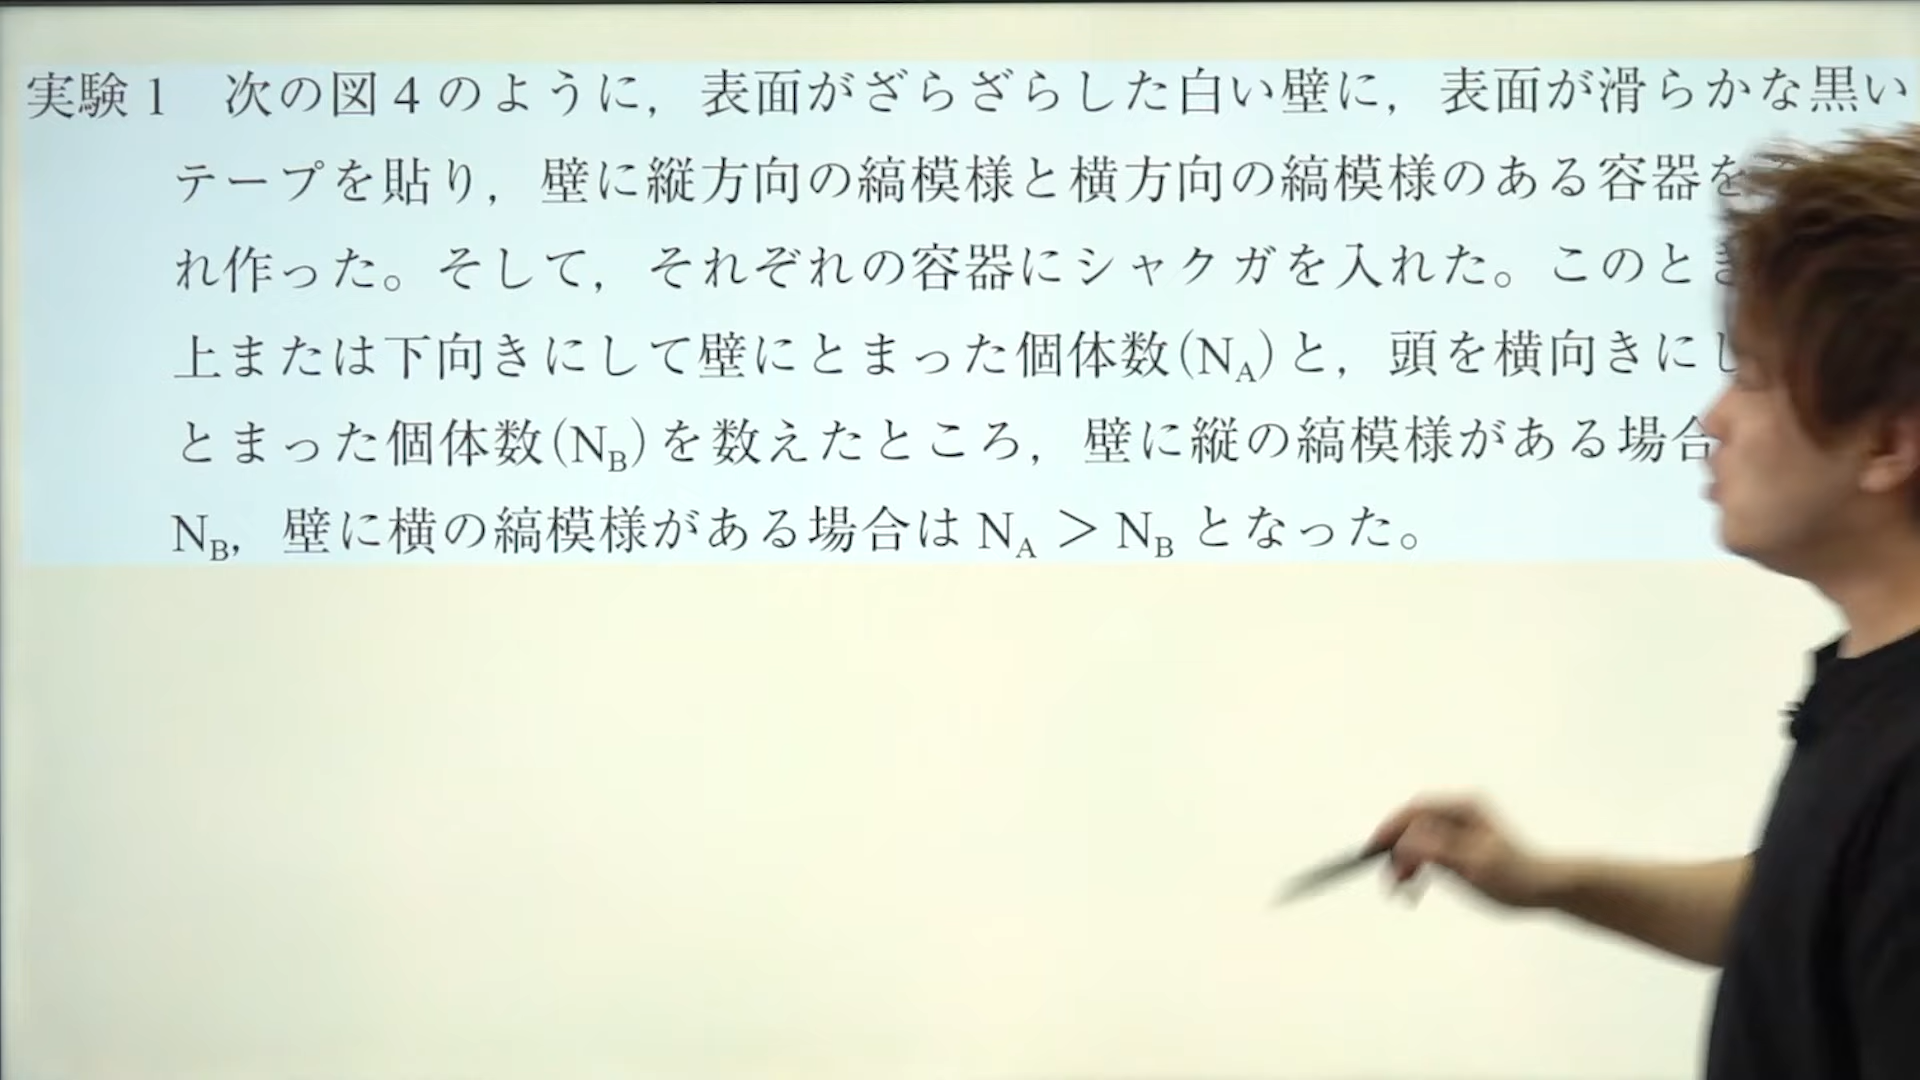 実験1 次の図4のように，表面がざらざらした白い壁に，表面が滑らかな黒い
テープを貼り，壁に縦方向の縞模様と横方向の縞模様のある容器を
れ作った。そして，それぞれの容器にシャクガを入れた。このとき
上または下向きにして壁にとまった個体数(NA)と，頭を横向きにし
とまった個体数(NB)を数えたところ，壁に縦の縞模様がある場合
NB，壁に横の縞模様がある場合は NA ＞ NB となった。